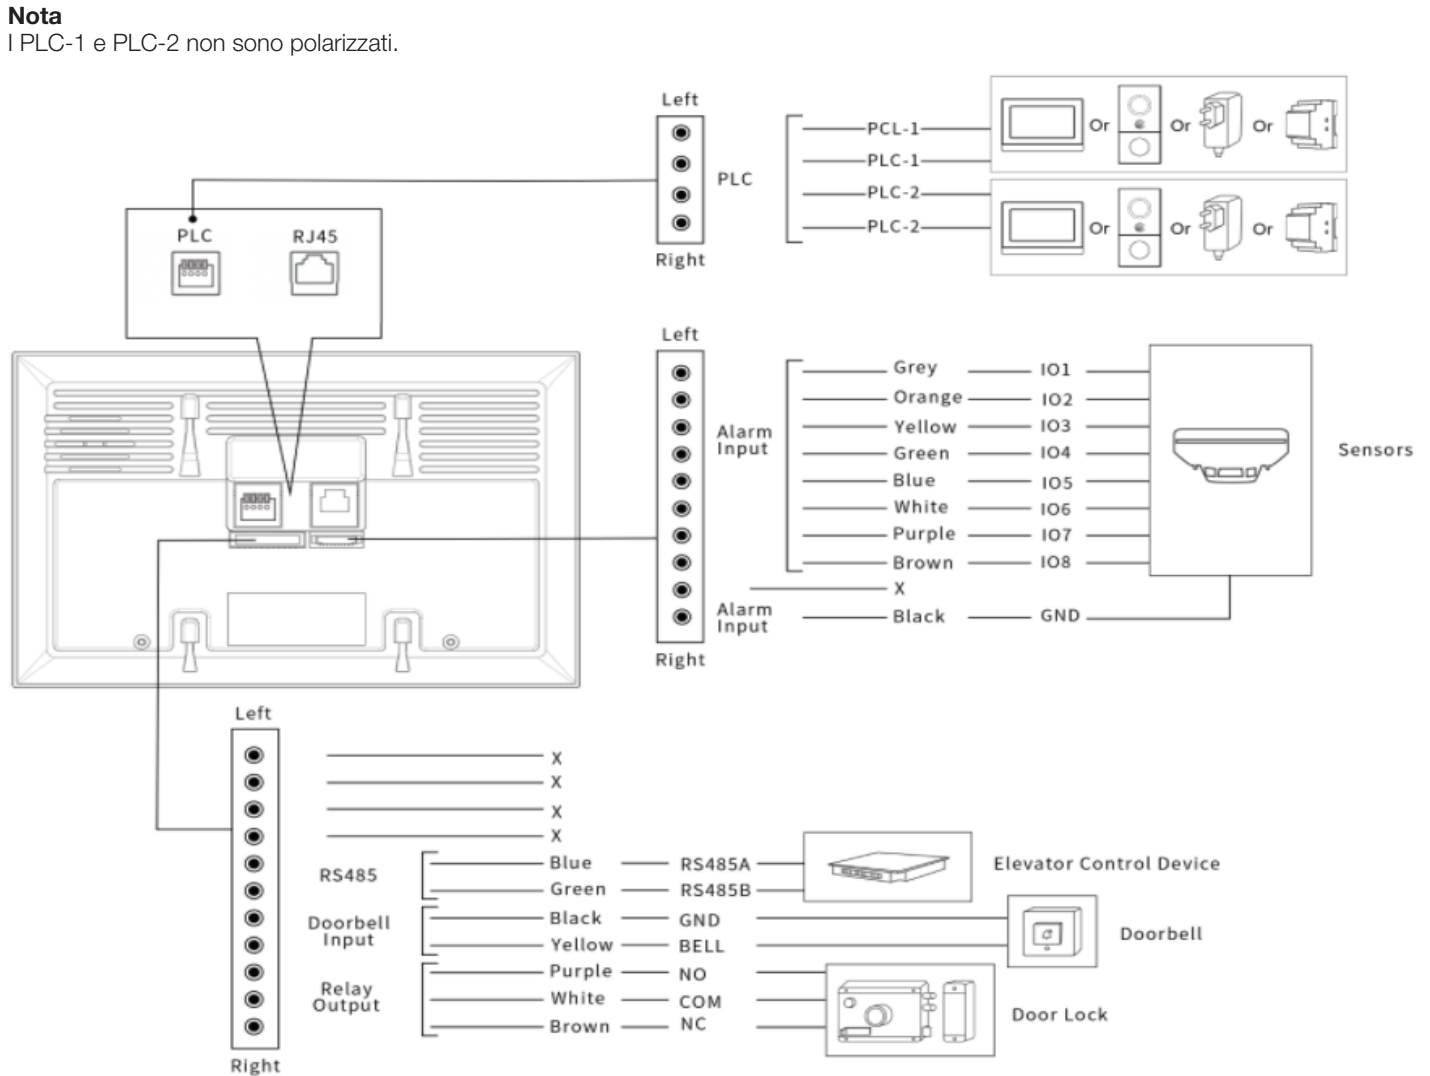 Nota
I PLC-1 e PLC-2 non sono polarizzati.
Left
PLC
Right
PCL-1
PLC-1
PLC-2
PLC-2
Or Or Or
Or Or Or
PLC RJ45
Left
Alarm
Input
Grey IO1
Orange IO2
Yellow IO3
Green IO4
Blue IO5
White IO6
Purple IO7
Brown IO8
X
Alarm
Input
Black GND
Right
Sensors
Left
X
X
X
X
RS485
Blue RS485A
Green RS485B
Elevator Control Device
Doorbell
Input
Black GND
Yellow BELL
Doorbell
Relay
Output
Purple NO
White COM
Brown NC
Door Lock
Right